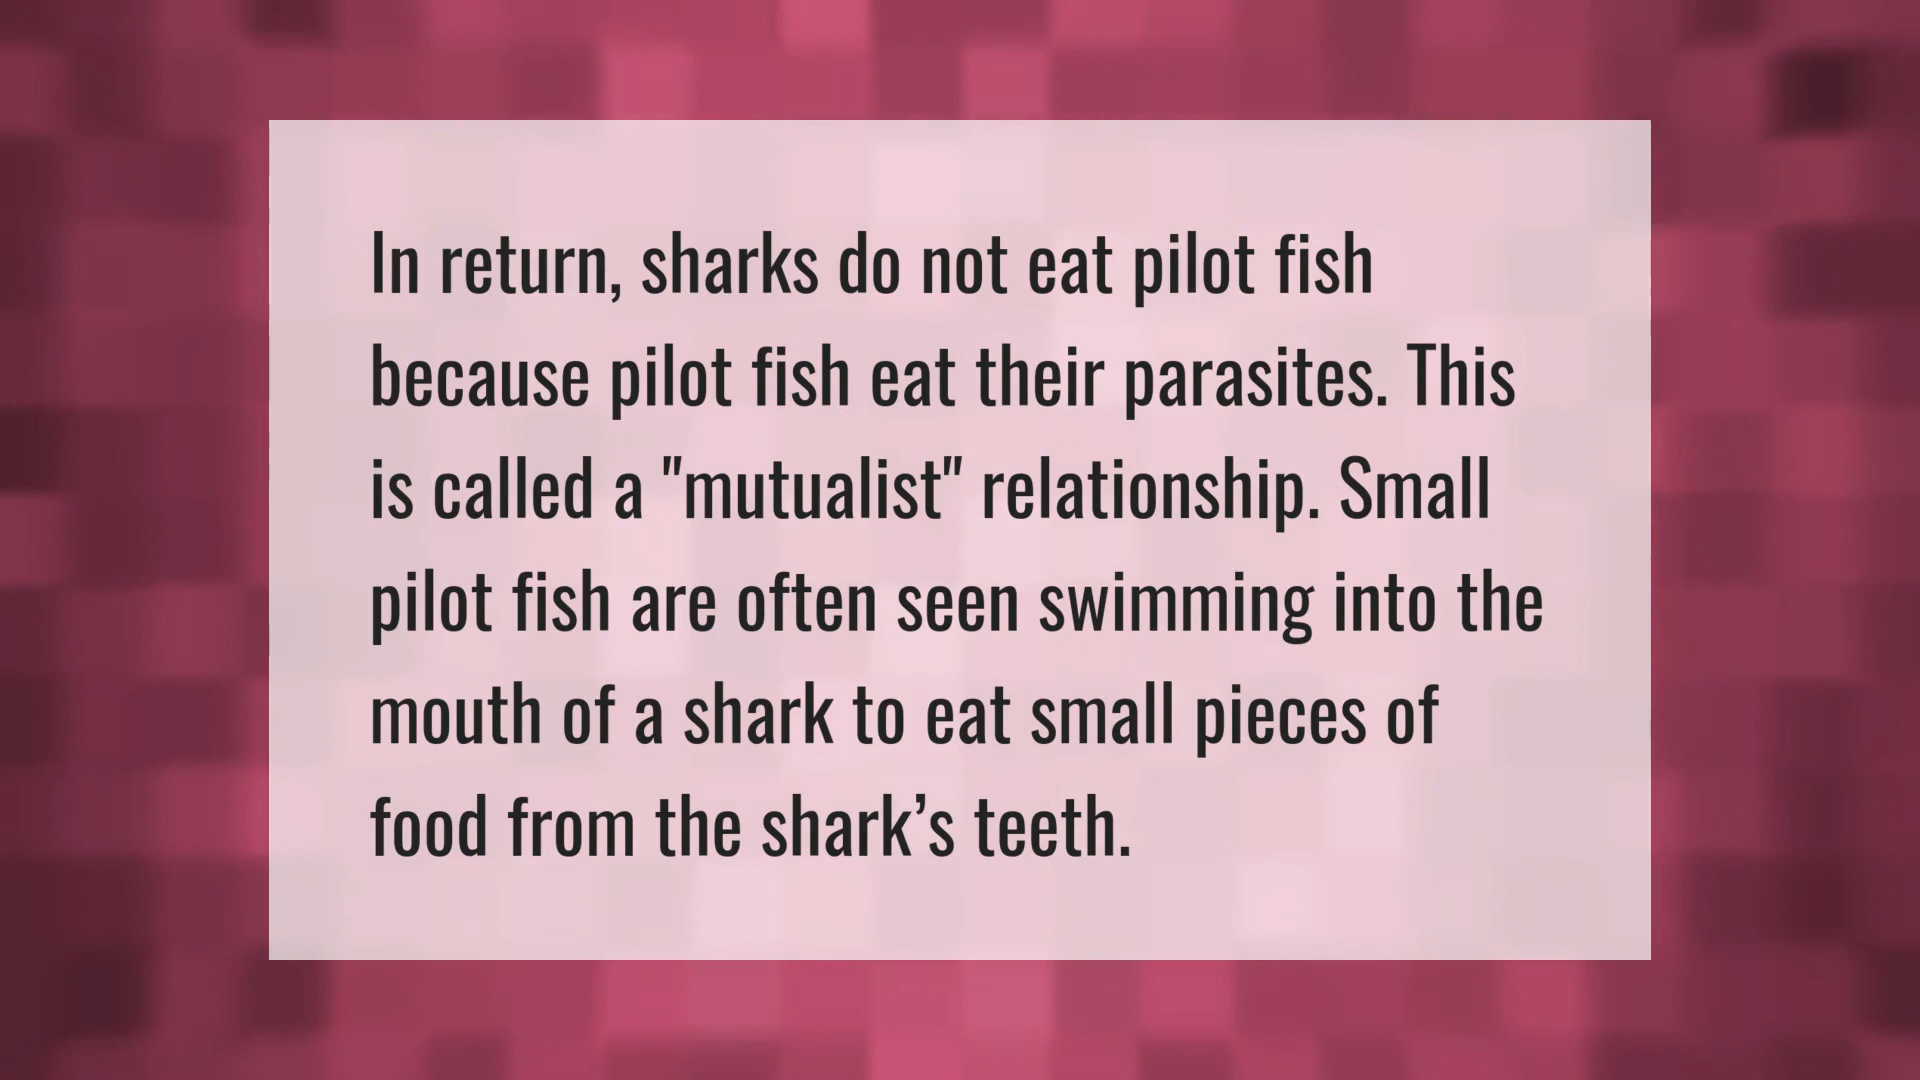 In return, sharks do not eat pilot fish
because pilot fish eat their parasites. This
is called a "mutualist" relationship. Small
pilot fish are often seen swimming into the
mouth of a shark to eat small pieces of
food from the shark’s teeth.